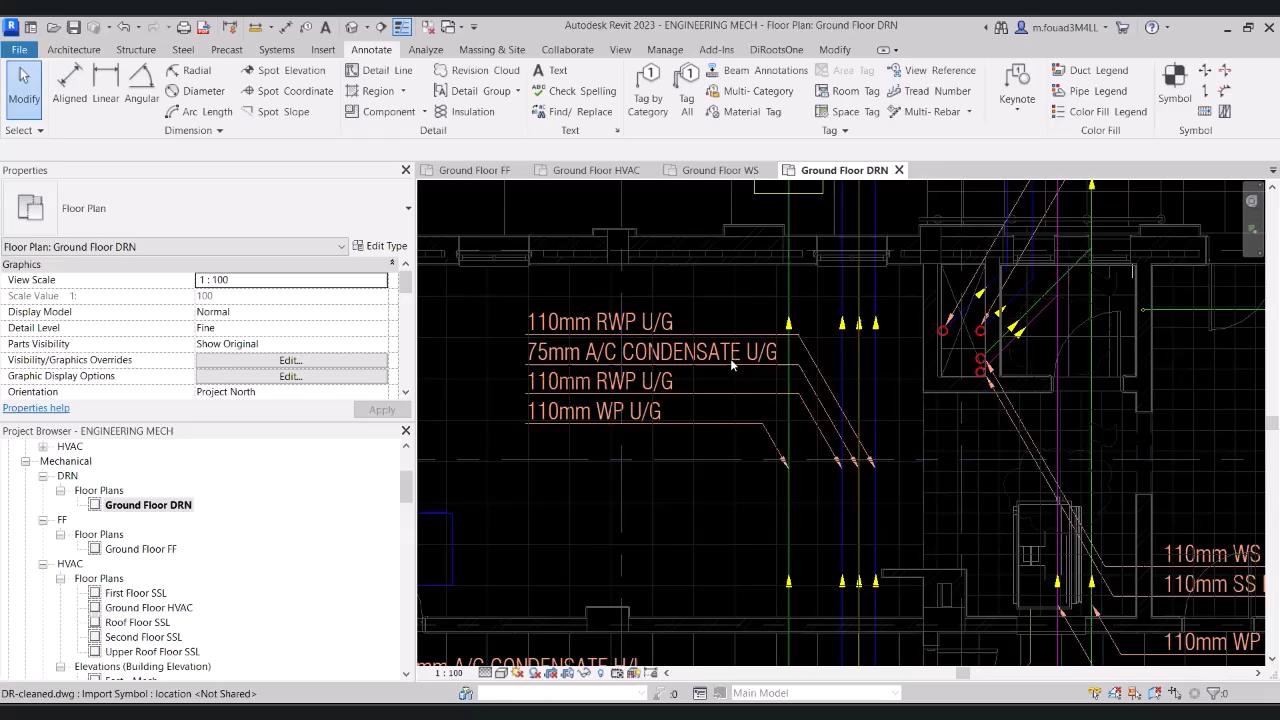 Autodesk Revit 2023 - ENGINEERING MECH - Floor Plan: Ground Floor DRN
m.fouad3M4LL
File Architecture Structure Steel Precast Systems Insert Annotate Analyze Massing & Site Collaborate View Manage Add-Ins DiRootsOne Modify
Modify
Select
Aligned
Linear
Angular
Radial
Diameter
Arc Length
Spot Elevation
Spot Coordinate
Spot Slope
Dimension
Detail Line
Region
Component
Revision Cloud
Detail Group
Insulation
Detail
Text
Check Spelling
Find/ Replace
Text
Tag by
Category
Tag
All
Beam Annotations
Multi- Category
Material Tag
Area Tag
Room Tag
Space Tag
View Reference
Tread Number
Multi- Rebar
Tag
Keynote
Duct Legend
Pipe Legend
Color Fill Legend
Color Fill
Symbol
Symbol
Properties
Ground Floor FF
Ground Floor HVAC
Ground Floor WS
Ground Floor DRN
Floor Plan
Floor Plan: Ground Floor DRN
Edit Type
Graphics
View Scale 1 : 100
Scale Value 1: 100
Display Model Normal
Detail Level Fine
Parts Visibility Show Original
Visibility/Graphics Overrides Edit...
Graphic Display Options Edit...
Orientation Project North
Properties help
Apply
Project Browser - ENGINEERING MECH
HVAC
Mechanical
DRN
Floor Plans
Ground Floor DRN
FF
Floor Plans
Ground Floor FF
HVAC
Floor Plans
First Floor SSL
Ground Floor HVAC
Roof Floor SSL
Second Floor SSL
Upper Roof Floor SSL
Elevations (Building Elevation)
110mm RWP U/G
75mm A/C CONDENSATE U/G
110mm RWP U/G
110mm WP U/G
110mm WS
110mm SS
110mm WP
A/C CONDENSATE
1 : 100
DR-cleaned.dwg : Import Symbol : location <Not Shared>
:0
Main Model
:0